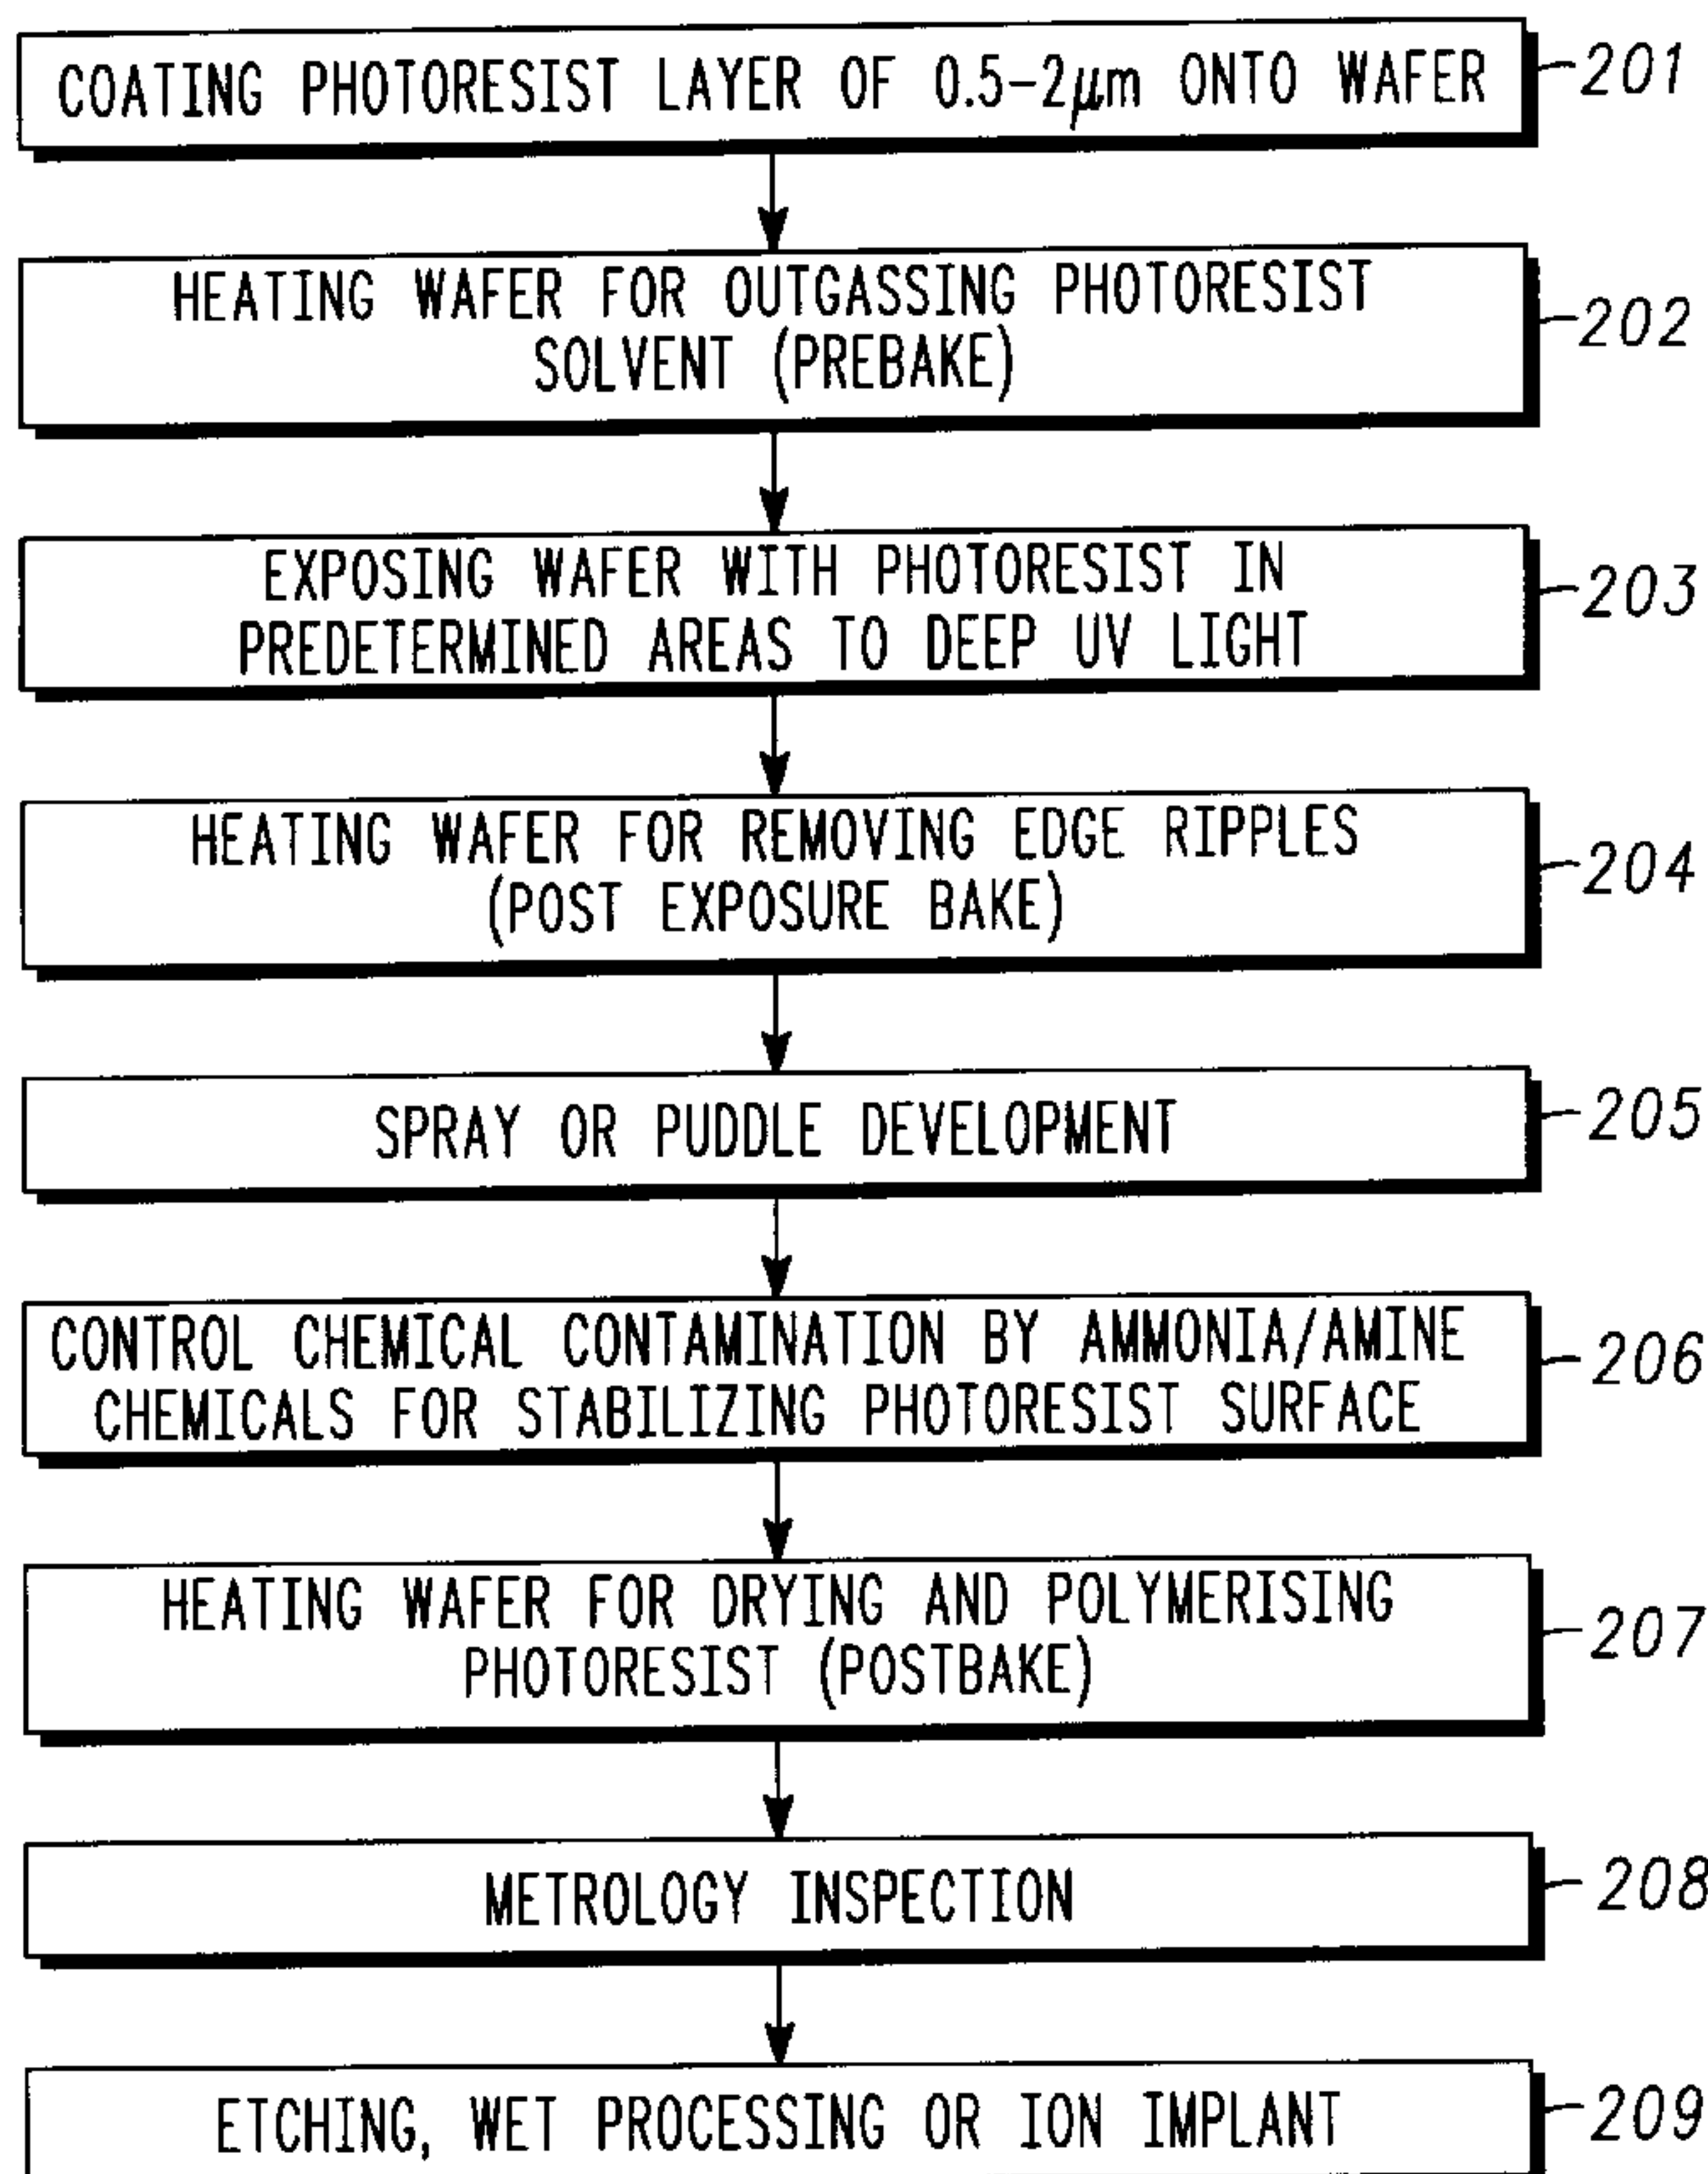 COATING PHOTORESIST LAYER OF 0.5-2μm ONTO WAFER
201
HEATING WAFER FOR OUTGASSING PHOTORESIST
SOLVENT (PREBAKE)
202
EXPOSING WAFER WITH PHOTORESIST IN
PREDETERMINED AREAS TO DEEP UV LIGHT
203
HEATING WAFER FOR REMOVING EDGE RIPPLES
(POST EXPOSURE BAKE)
204
SPRAY OR PUDDLE DEVELOPMENT
205
CONTROL CHEMICAL CONTAMINATION BY AMMONIA/AMINE
CHEMICALS FOR STABILIZING PHOTORESIST SURFACE
206
HEATING WAFER FOR DRYING AND POLYMERISING
PHOTORESIST (POSTBAKE)
207
METROLOGY INSPECTION
208
ETCHING, WET PROCESSING OR ION IMPLANT
209